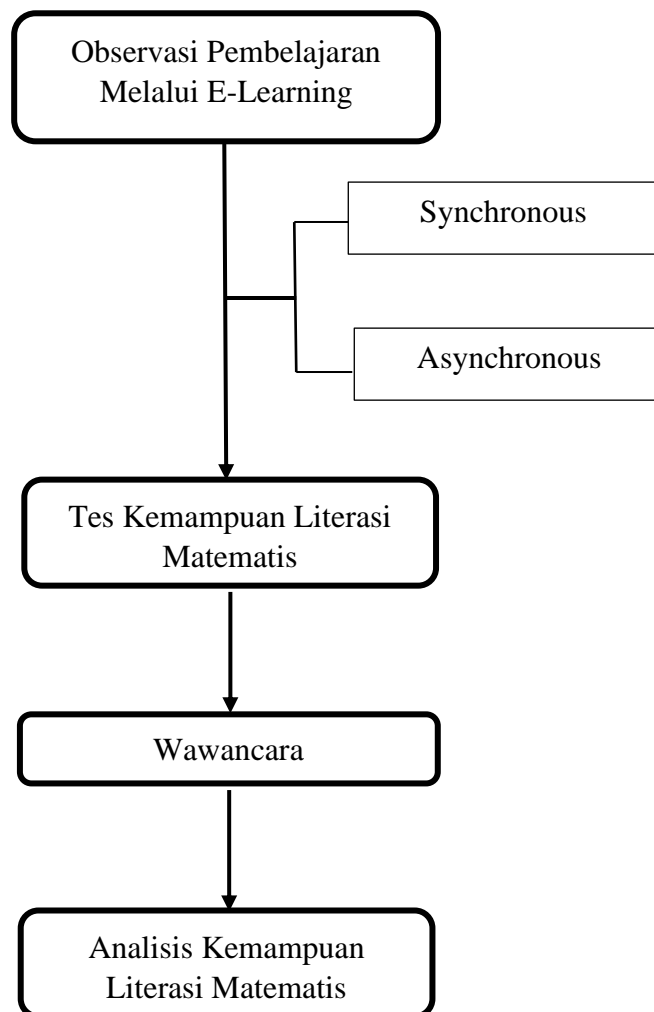 Observasi Pembelajaran
Melalui E-Learning
Synchronous
Asynchronous
Tes Kemampuan Literasi
Matematis
Wawancara
Analisis Kemampuan
Literasi Matematis